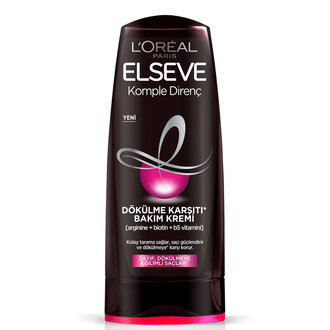 L'ORÉAL
PARIS
ELSEVE
Komple Direnç
YENİ
DÖKÜLME KARŞITI*
BAKIM KREMİ
[arginine + biotin + b5 vitamini]
Kolay tarama sağlar, saçı güçlendirir
ve dökülmeye* karşı korur.
ZAYIF, DÖKÜLMEYE
EĞİLİMLİ SAÇLAR*